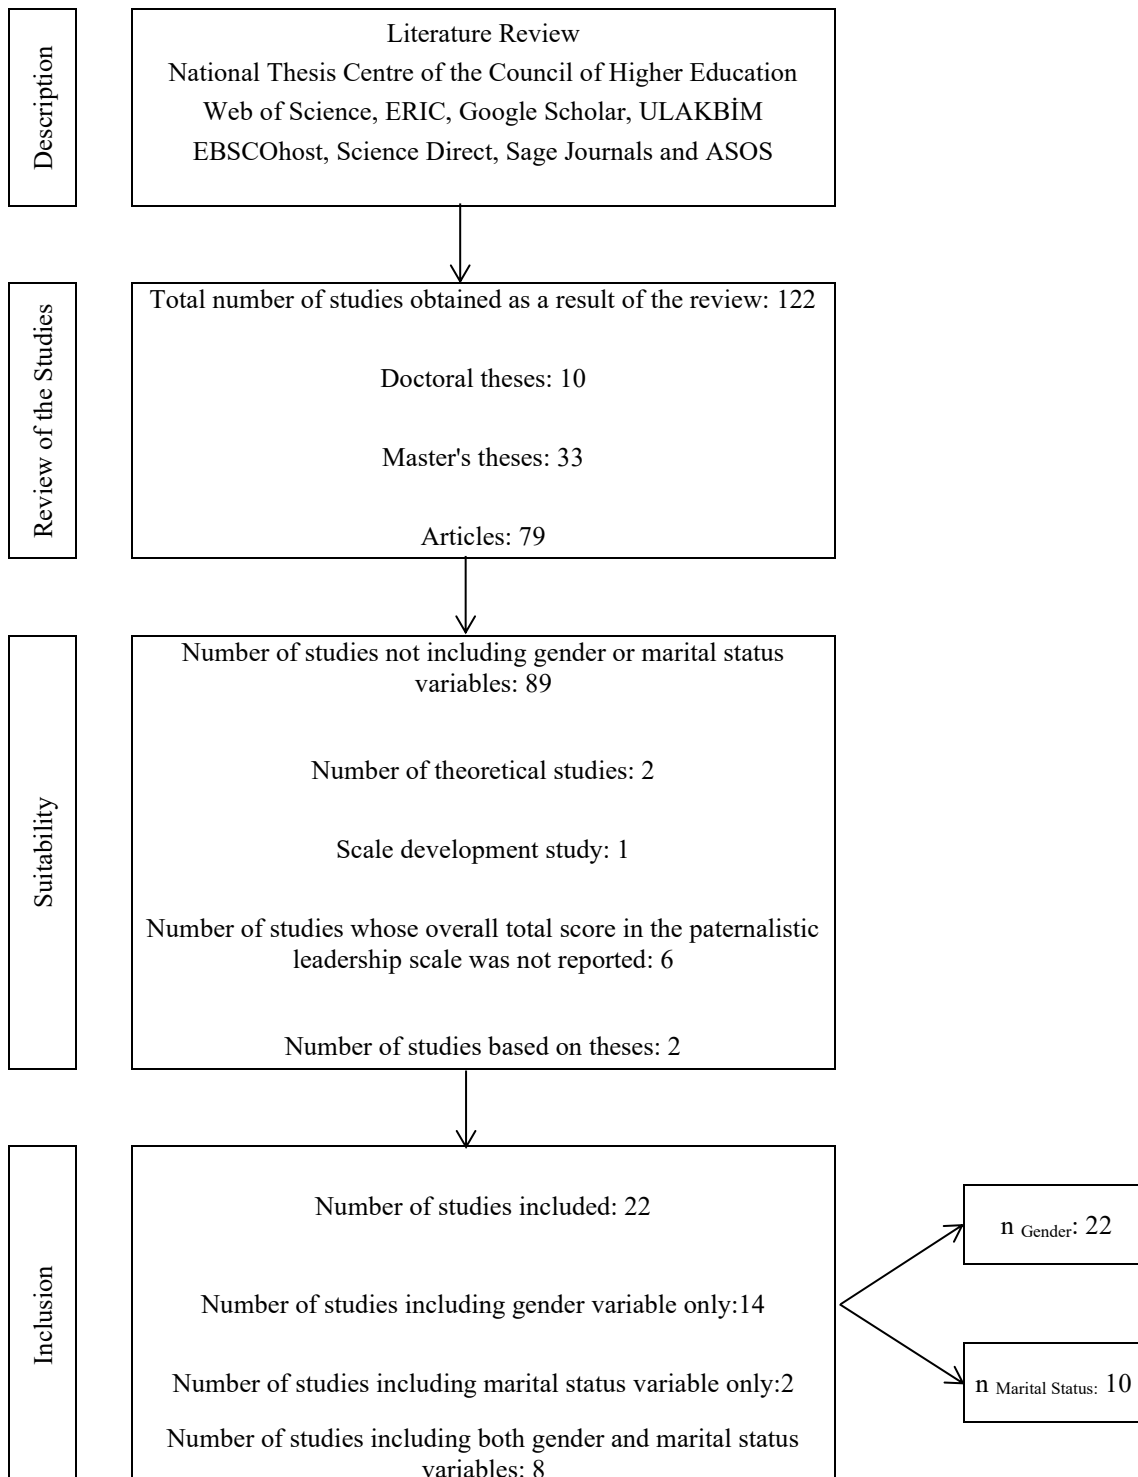 Description
Literature Review
National Thesis Centre of the Council of Higher Education
Web of Science, ERIC, Google Scholar, ULAKBİM
EBSCOhost, Science Direct, Sage Journals and ASOS
Review of the Studies
Total number of studies obtained as a result of the review: 122
Doctoral theses: 10
Master's theses: 33
Articles: 79
Suitability
Number of studies not including gender or marital status
variables: 89
Number of theoretical studies: 2
Scale development study: 1
Number of studies whose overall total score in the paternalistic
leadership scale was not reported: 6
Number of studies based on theses: 2
Inclusion
Number of studies included: 22
Number of studies including gender variable only:14
Number of studies including marital status variable only:2
Number of studies including both gender and marital status
variables: 8
n Gender: 22
n Marital Status: 10